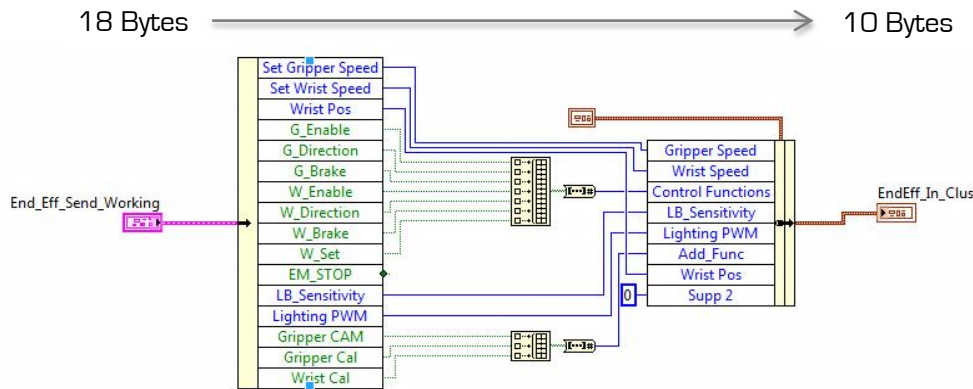 18 Bytes
10 Bytes
Set Gripper Speed
Set Wrist Speed
Wrist Pos
G_Enable
G_Direction
G_Brake
W_Enable
W_Direction
W_Brake
W_Set
EM_STOP
LB_Sensitivity
Lighting PWM
Gripper CAM
Gripper Cal
Wrist Cal
End_Eff_Send_Working
Gripper Speed
Wrist Speed
Control Functions
LB_Sensitivity
Lighting PWM
Add_Func
Wrist Pos
Supp 2
0
EndEff_In_Clus